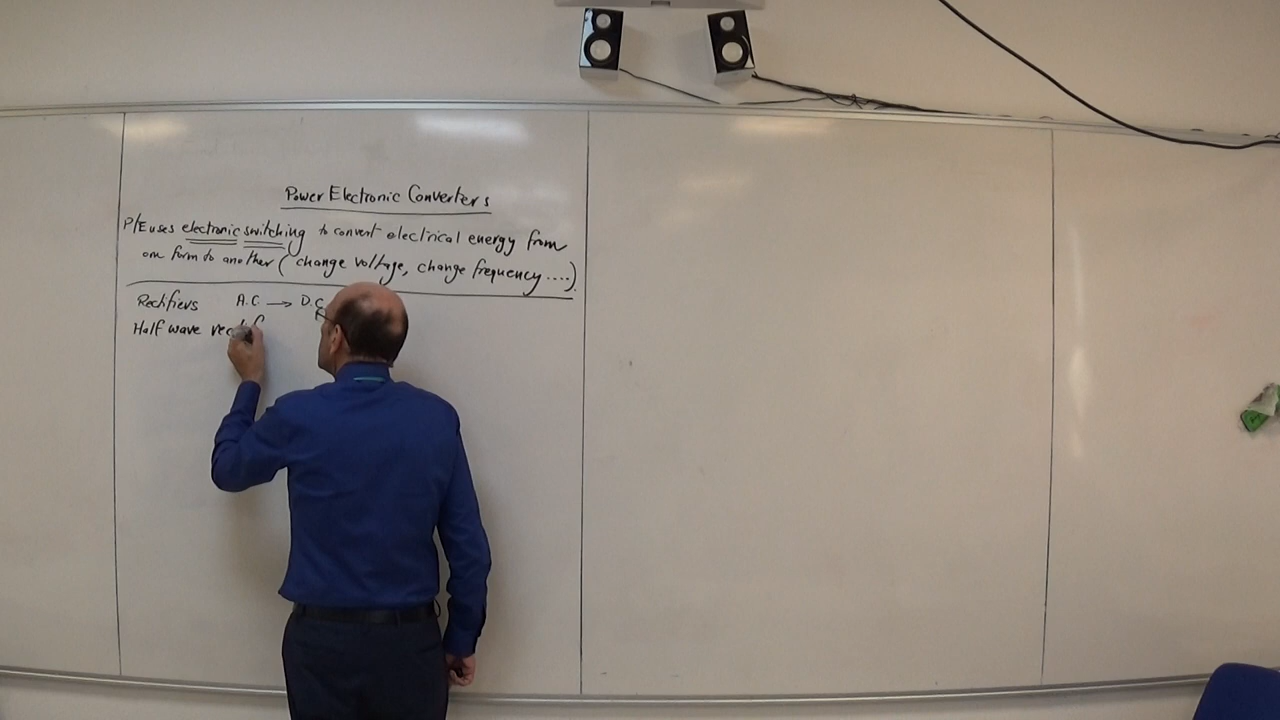 Power Electronic Converters
P/E uses electronic switching to convert electrical energy from
one form to another ( change voltage, change frequency ....).
Rectifiers A.C. → D.C
Half wave rectif